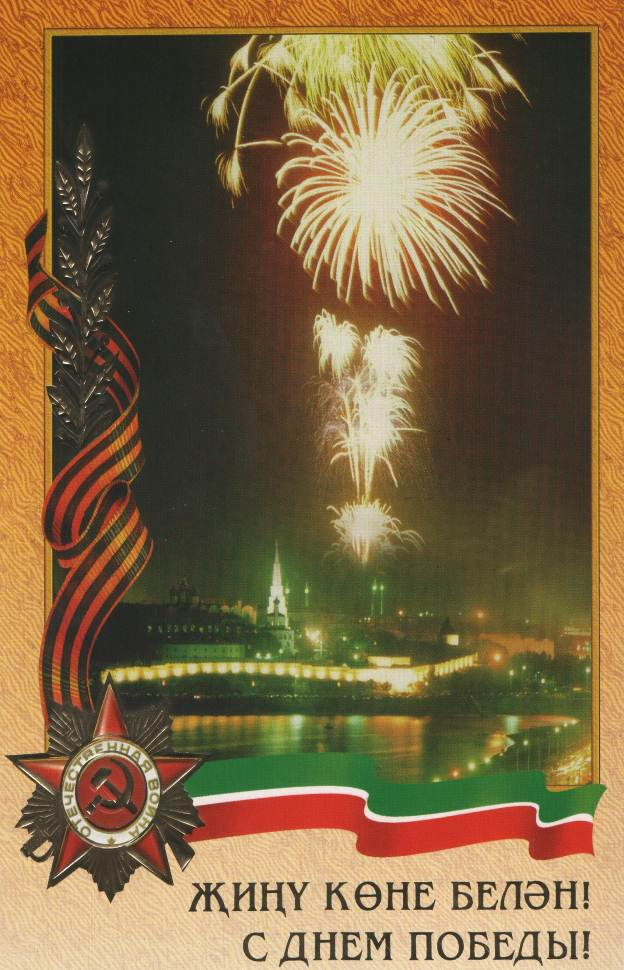 ОТЕЧЕСТВЕННАЯ ВОЙНА
ҖИҢҮ КӨНЕ БЕЛӘН!
С ДНЕМ ПОБЕДЫ!